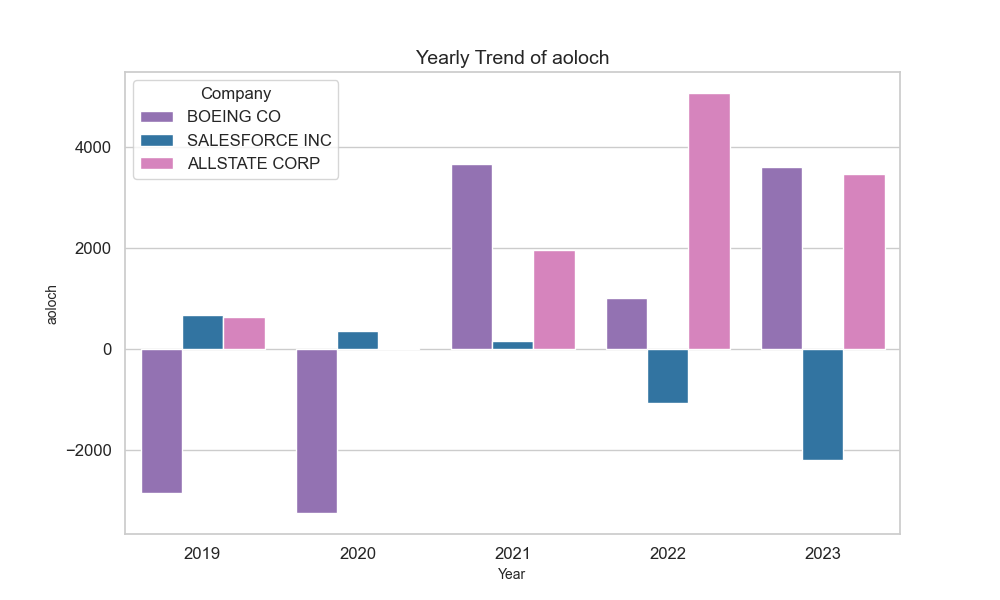 Yearly Trend of aoloch
Company
BOEING CO
SALESFORCE INC
ALLSTATE CORP
4000
2000
0
−2000
aoloch
2019 2020 2021 2022 2023
Year